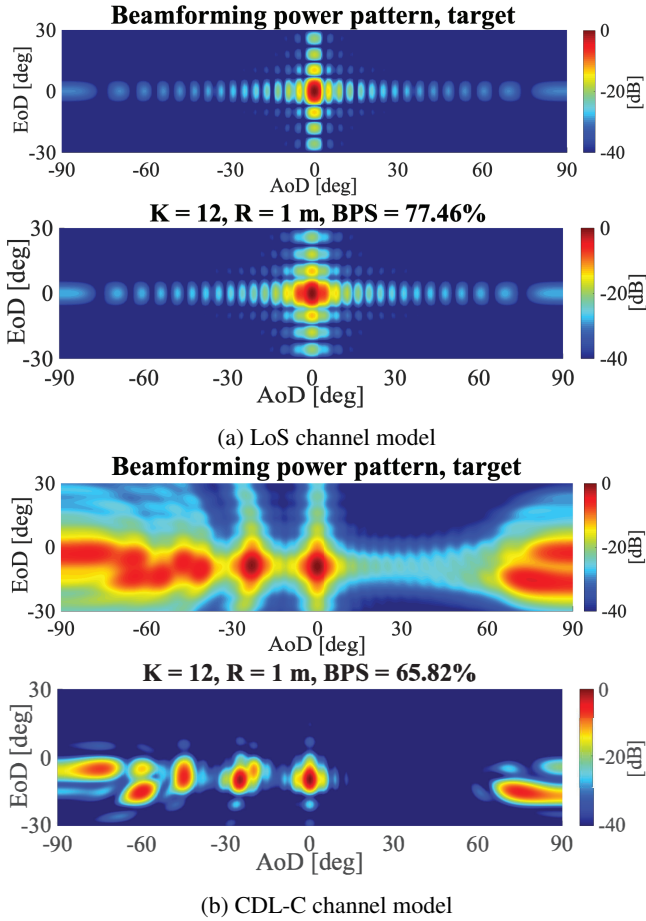 Beamforming power pattern, target
30
0
-30
EoD [deg]
-90 -60 -30 0 30 60 90
AoD [deg]
0
-20
-40
[dB]
K = 12, R = 1 m, BPS = 77.46%
30
0
-30
EoD [deg]
-90 -60 -30 0 30 60 90
AoD [deg]
0
-20
-40
[dB]
(a) LoS channel model
Beamforming power pattern, target
30
0
-30
EoD [deg]
-90 -60 -30 0 30 60 90
AoD [deg]
0
-20
-40
[dB]
K = 12, R = 1 m, BPS = 65.82%
30
0
-30
EoD [deg]
-90 -60 -30 0 30 60 90
AoD [deg]
0
-20
-40
[dB]
(b) CDL-C channel model